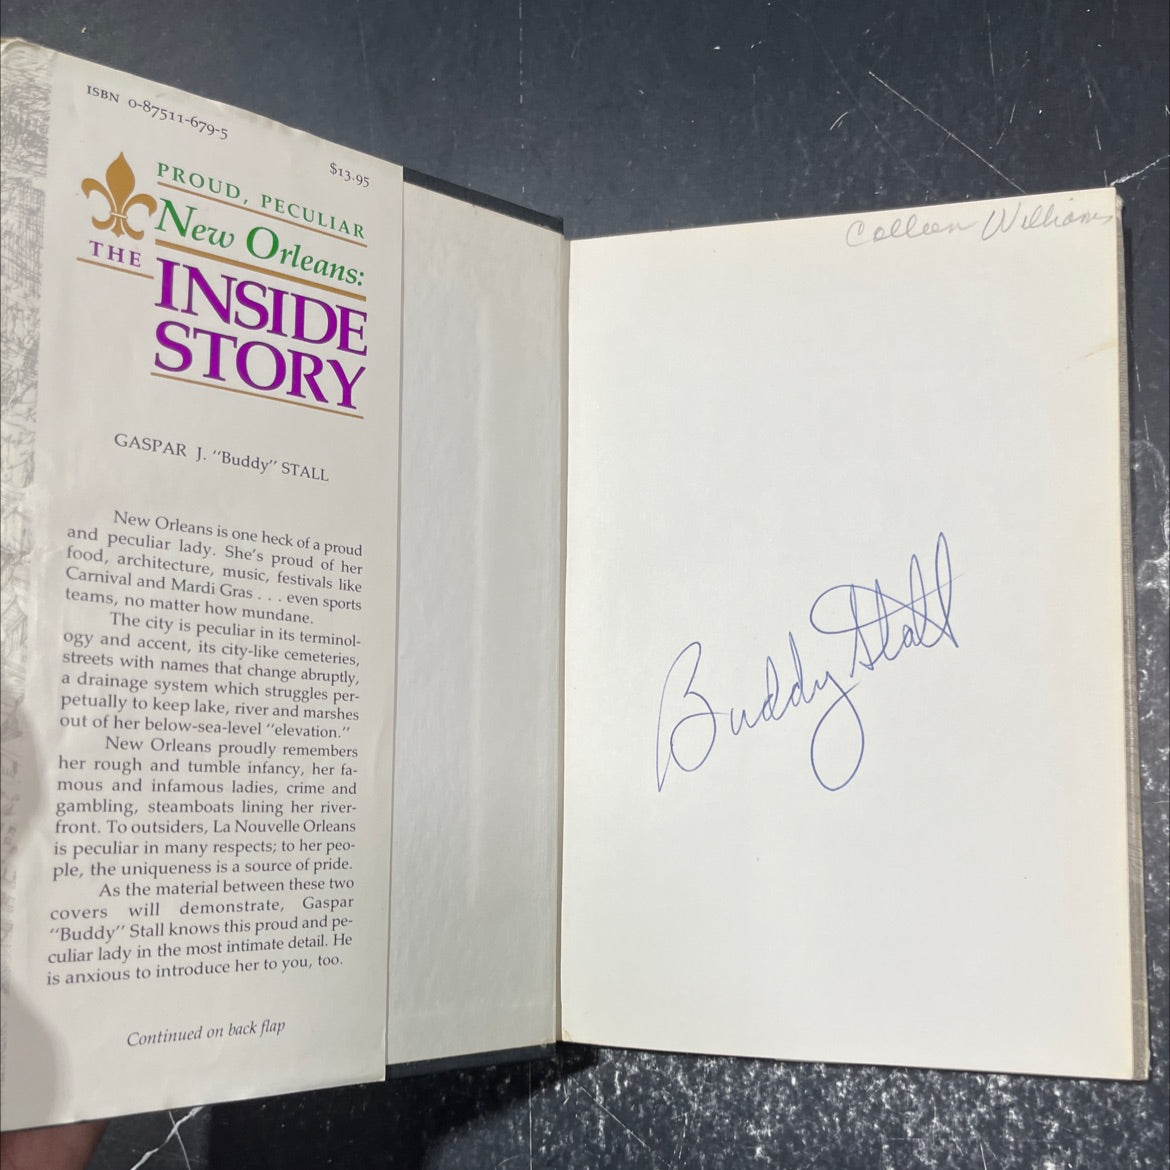 ISBN 0-87511-679-5
$13.95
PROUD, PECULIAR
New Orleans:
THE INSIDE
STORY
GASPAR J. "Buddy" STALL
New Orleans is one heck of a proud
and peculiar lady. She's proud of her
food, architecture, music, festivals like
Carnival and Mardi Gras . . . even sports
teams, no matter how mundane.
The city is peculiar in its terminol-
ogy and accent, its city-like cemeteries,
streets with names that change abruptly,
a drainage system which struggles per-
petually to keep lake, river and marshes
out of her below-sea-level "elevation."
New Orleans proudly remembers
her rough and tumble infancy, her fa-
mous and infamous ladies, crime and
gambling, steamboats lining her river-
front. To outsiders, La Nouvelle Orleans
is peculiar in many respects; to her peo-
ple, the uniqueness is a source of pride.
As the material between these two
covers will demonstrate, Gaspar
"Buddy" Stall knows this proud and pe-
culiar lady in the most intimate detail. He
is anxious to introduce her to you, too.
Continued on back flap
Colleen Williams
Buddy Stall